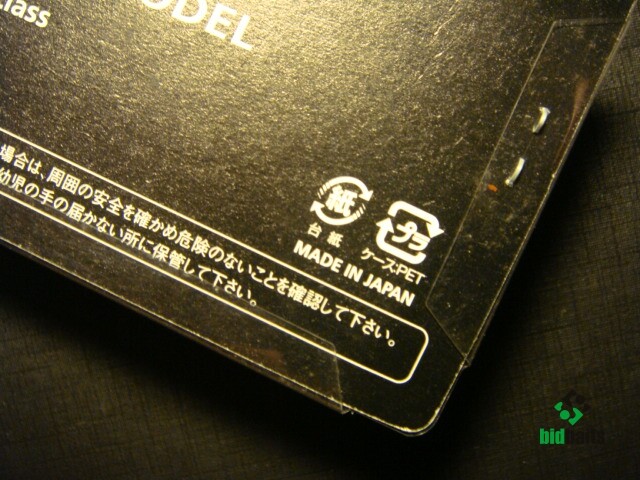 ODEL
class
場合は、周囲の安全を確かめ危険のないことを確認して下さい。
幼児の手の届かない所に保管して下さい。
紙
台紙
プラ
ケース:PET
MADE IN JAPAN
bidbaits